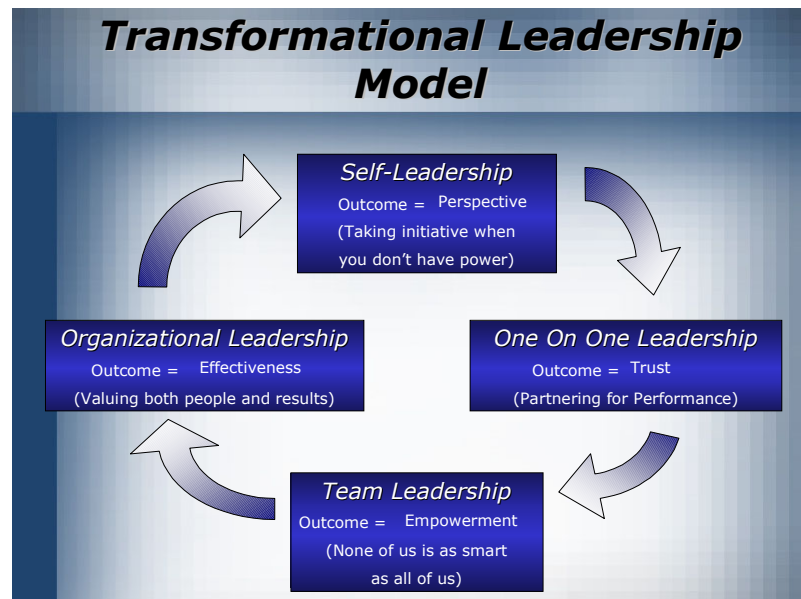 Transformational Leadership
Model
Self-Leadership
Outcome = Perspective
(Taking initiative when
you don’t have power)
One On One Leadership
Outcome = Trust
(Partnering for Performance)
Team Leadership
Outcome = Empowerment
(None of us is as smart
as all of us)
Organizational Leadership
Outcome = Effectiveness
(Valuing both people and results)